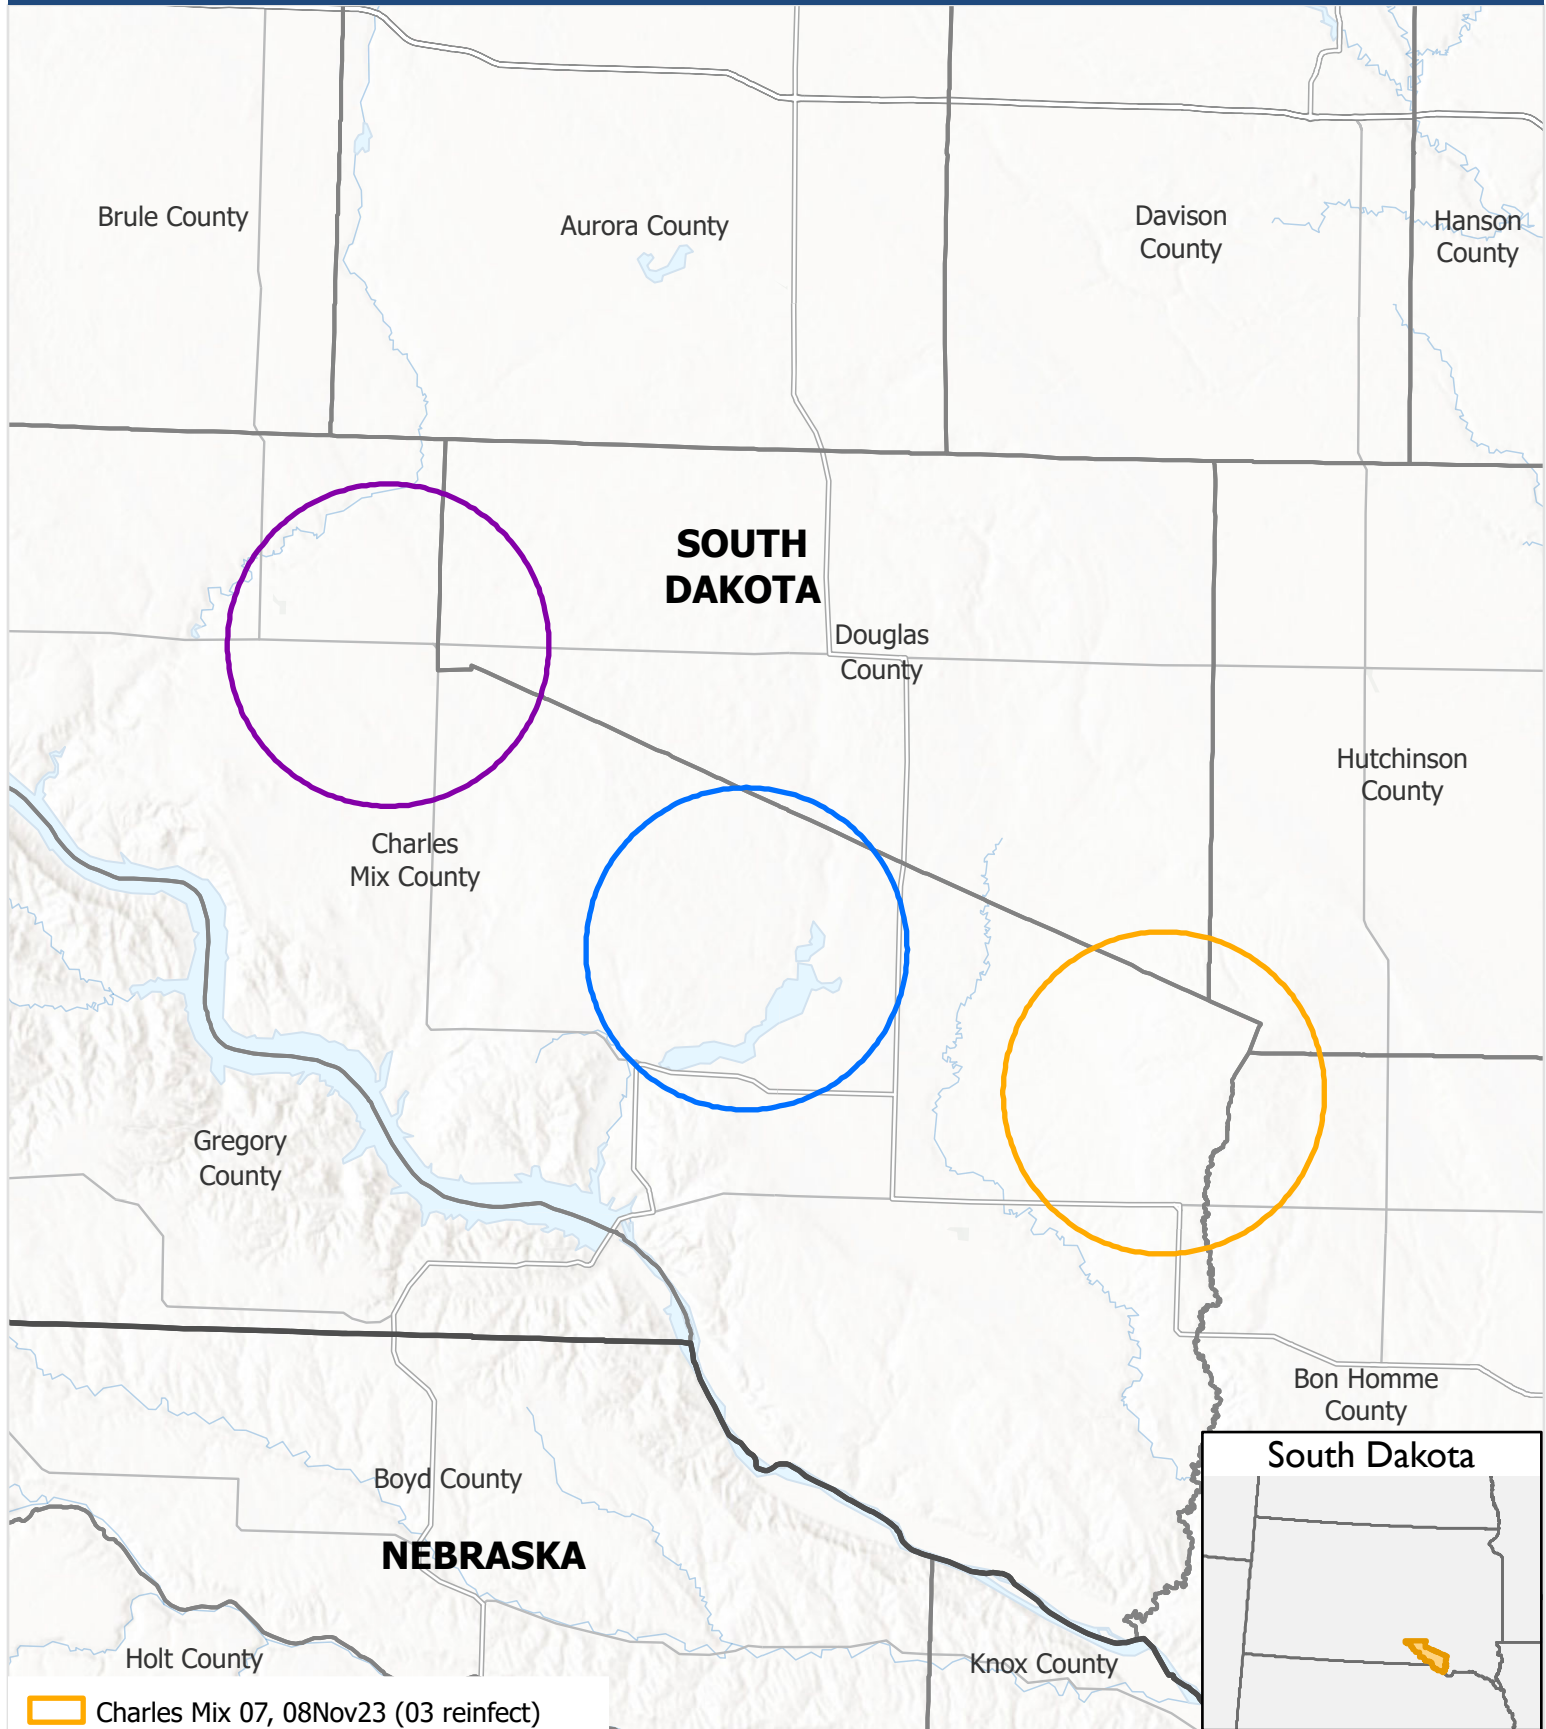 Brule County
Aurora County
Davison
County
Hanson
County
SOUTH
DAKOTA
Douglas
County
Hutchinson
County
Charles
Mix County
Gregory
County
Bon Homme
County
South Dakota
Boyd County
NEBRASKA
Holt County
Knox County
Charles Mix 07, 08Nov23 (03 reinfect)